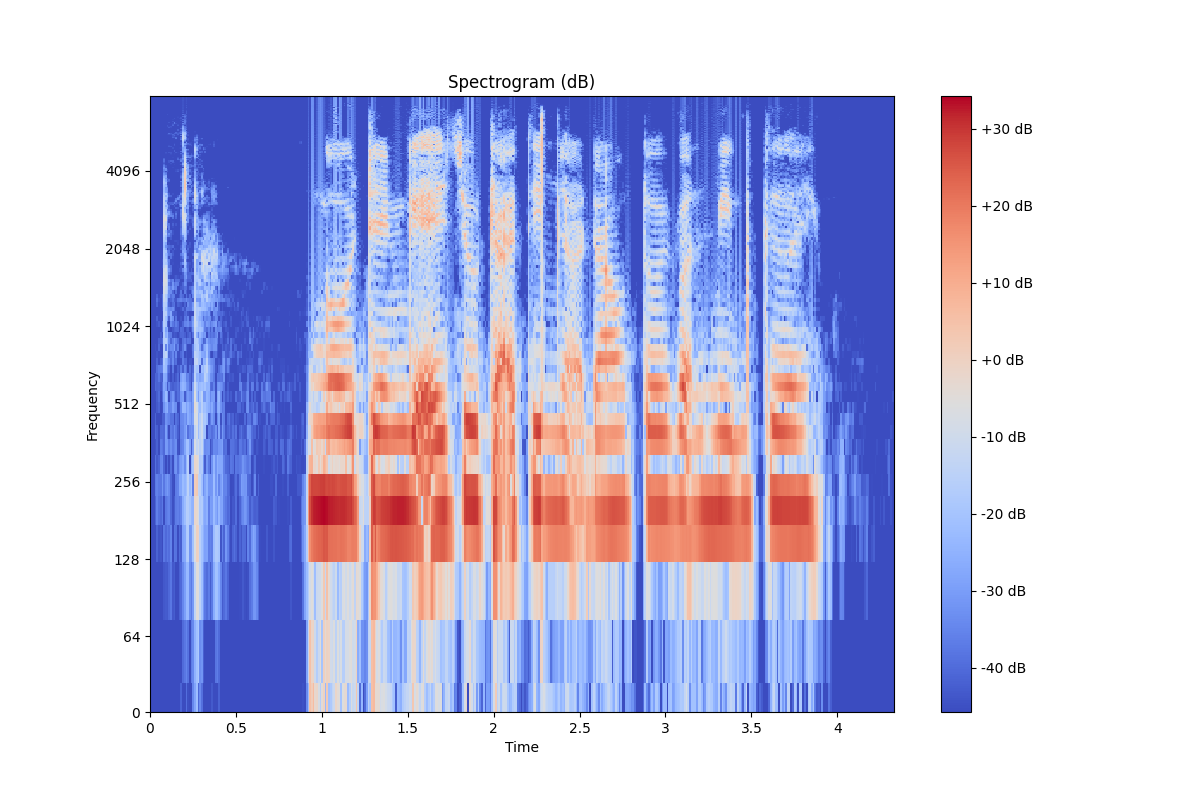 Spectrogram (dB)
Frequency
4096
2048
1024
512
256
128
64
0
0 0.5 1 1.5 2 2.5 3 3.5 4
Time
+30 dB
+20 dB
+10 dB
+0 dB
-10 dB
-20 dB
-30 dB
-40 dB